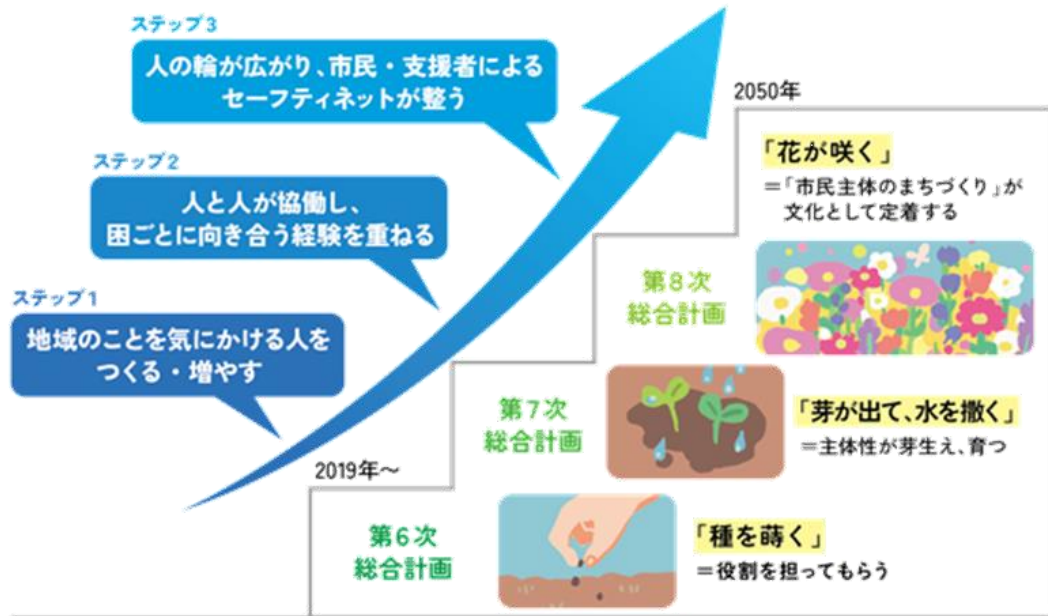 ステップ3
人の輪が広がり、市民・支援者による
セーフティネットが整う
ステップ2
人と人が協働し、
困ごとに向き合う経験を重ねる
ステップ1
地域のことを気にかける人を
つくる・増やす
2050年
「花が咲く」
＝「市民主体のまちづくり」が
文化として定着する
第8次
総合計画
第7次
総合計画
「芽が出て、水を撒く」
＝主体性が芽生え、育つ
2019年〜
第6次
総合計画
「種を蒔く」
＝役割を担ってもらう